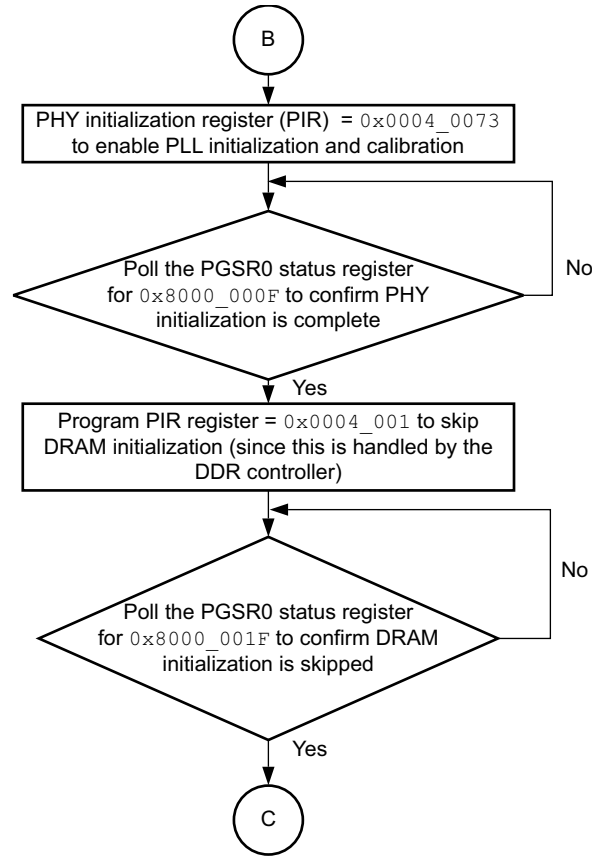 B
PHY initialization register (PIR) = 0x0004_0073
to enable PLL initialization and calibration
No
Poll the PGSR0 status register
for 0x8000_000F to confirm PHY
initialization is complete
Yes
Program PIR register = 0x0004_001 to skip
DRAM initialization (since this is handled by the
DDR controller)
No
Poll the PGSR0 status register
for 0x8000_001F to confirm DRAM
initialization is skipped
Yes
C